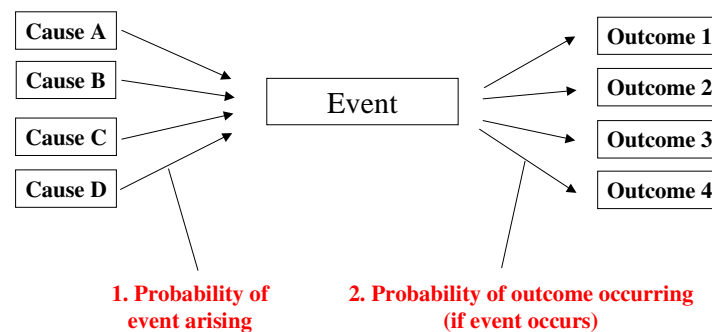 Cause A
Cause B
Cause C
Cause D
Event
Outcome 1
Outcome 2
Outcome 3
Outcome 4
1. Probability of
event arising
2. Probability of outcome occurring
(if event occurs)